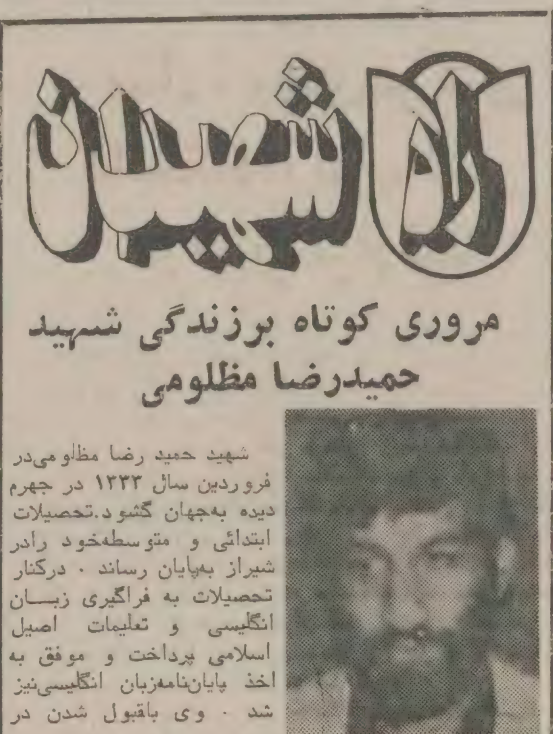 راه شهیدان
مروری کوتاه برزندگی شهید
حمیدرضا مظلومی
شهید حمید رضا مظلومی‌در
فروردین سال ۱۳۳۳ در جهرم
دیده به‌جهان گشود.تحصیلات
ابتدائی و متوسطه‌خود رادر
شیراز به‌پایان رساند . درکنار
تحصیلات به فراگیری زبان
انگلیسی و تعلیمات اصیل
اسلامی پرداخت و موفق به
اخذ پایان‌نامه‌زبان انگلیسی‌نیز
شد . وی باقبول شدن در